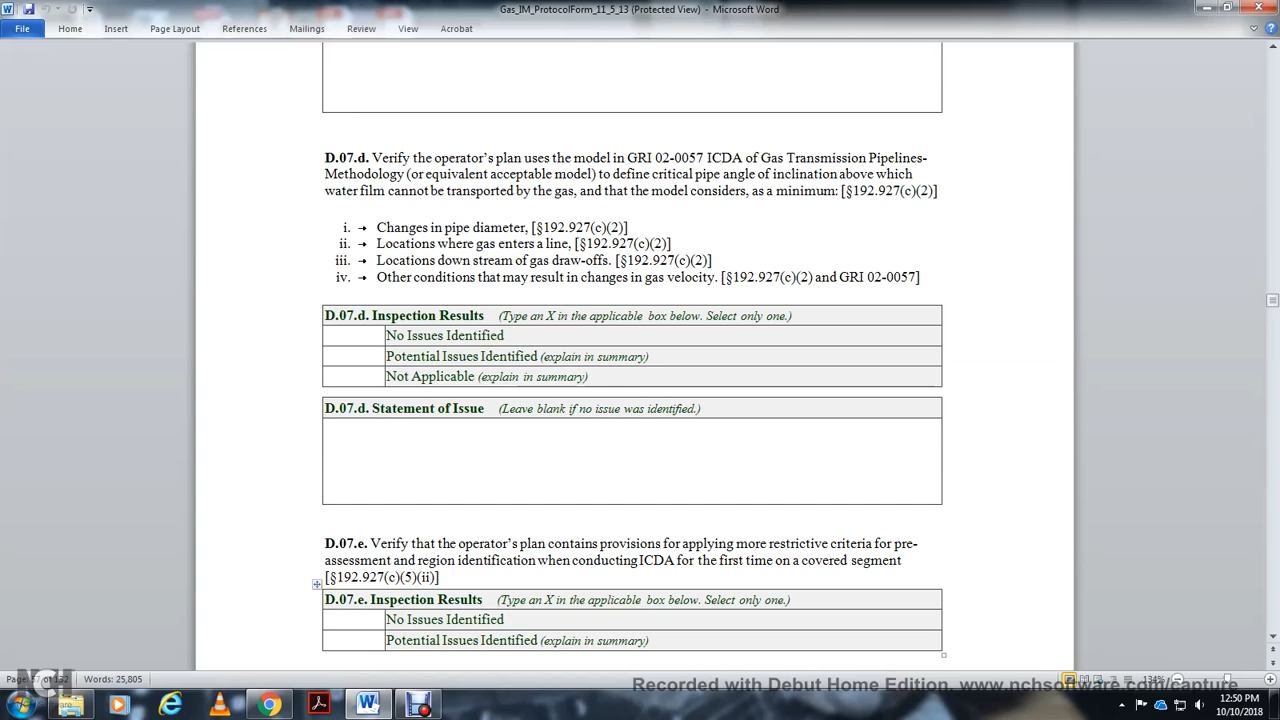 Gas_IM_ProtocolForm_11_5_13 (Protected View) - Microsoft Word
File Home Insert Page Layout References Mailings Review View Acrobat
D.07.d. Verify the operator's plan uses the model in GRI 02-0057 ICDA of Gas Transmission Pipelines-
Methodology (or equivalent acceptable model) to define critical pipe angle of inclination above which
water film cannot be transported by the gas, and that the model considers, as a minimum: [§192.927(c)(2)]
i. → Changes in pipe diameter, [§192.927(c)(2)]
ii. → Locations where gas enters a line, [§192.927(c)(2)]
iii. → Locations down stream of gas draw-offs. [§192.927(c)(2)]
iv. → Other conditions that may result in changes in gas velocity. [§192.927(c)(2) and GRI 02-0057]
D.07.d. Inspection Results (Type an X in the applicable box below. Select only one.)
No Issues Identified
Potential Issues Identified (explain in summary)
Not Applicable (explain in summary)
D.07.d. Statement of Issue (Leave blank if no issue was identified.)
D.07.e. Verify that the operator's plan contains provisions for applying more restrictive criteria for pre-
assessment and region identification when conducting ICDA for the first time on a covered segment
[§192.927(c)(5)(ii)]
D.07.e. Inspection Results (Type an X in the applicable box below. Select only one.)
No Issues Identified
Potential Issues Identified (explain in summary)
Words: 25,805
134%
Recorded with Debut Home Edition. www.nchsoftware.com/capture
12:50 PM
10/10/2018